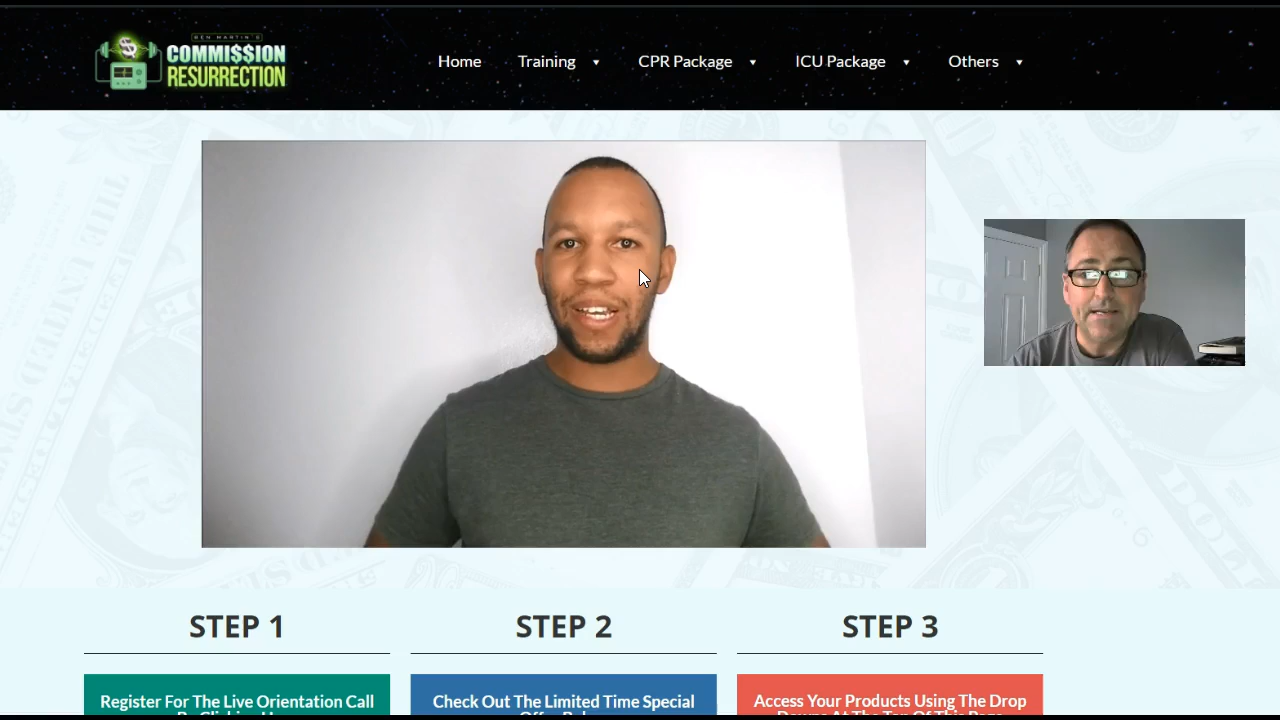 BEN MARTIN'S
COMMI$$ION
RESURRECTION
Home Training CPR Package ICU Package Others
STEP 1 STEP 2 STEP 3
Register For The Live Orientation Call
Check Out The Limited Time Special
Access Your Products Using The Drop